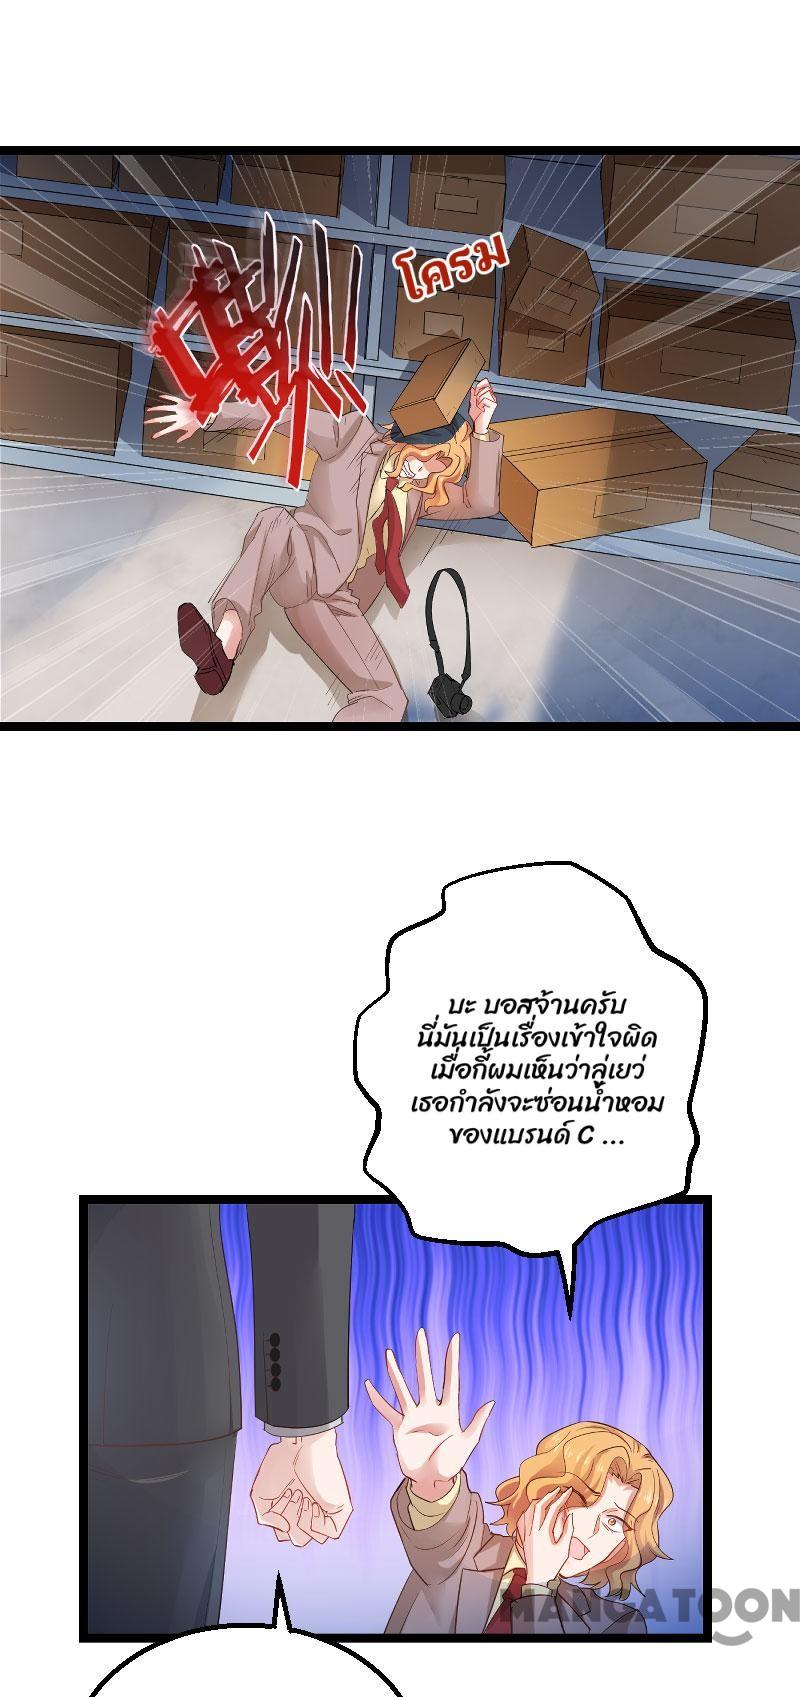 โครม
บะ บอสจ้านครับ
นี่มันเป็นเรื่องเข้าใจผิด
เมื่อกี้ผมเห็นว่าลู่เยว่
เธอกำลังจะซ่อนน้ำหอม
ของแบรนด์ C ...
MANGATOON